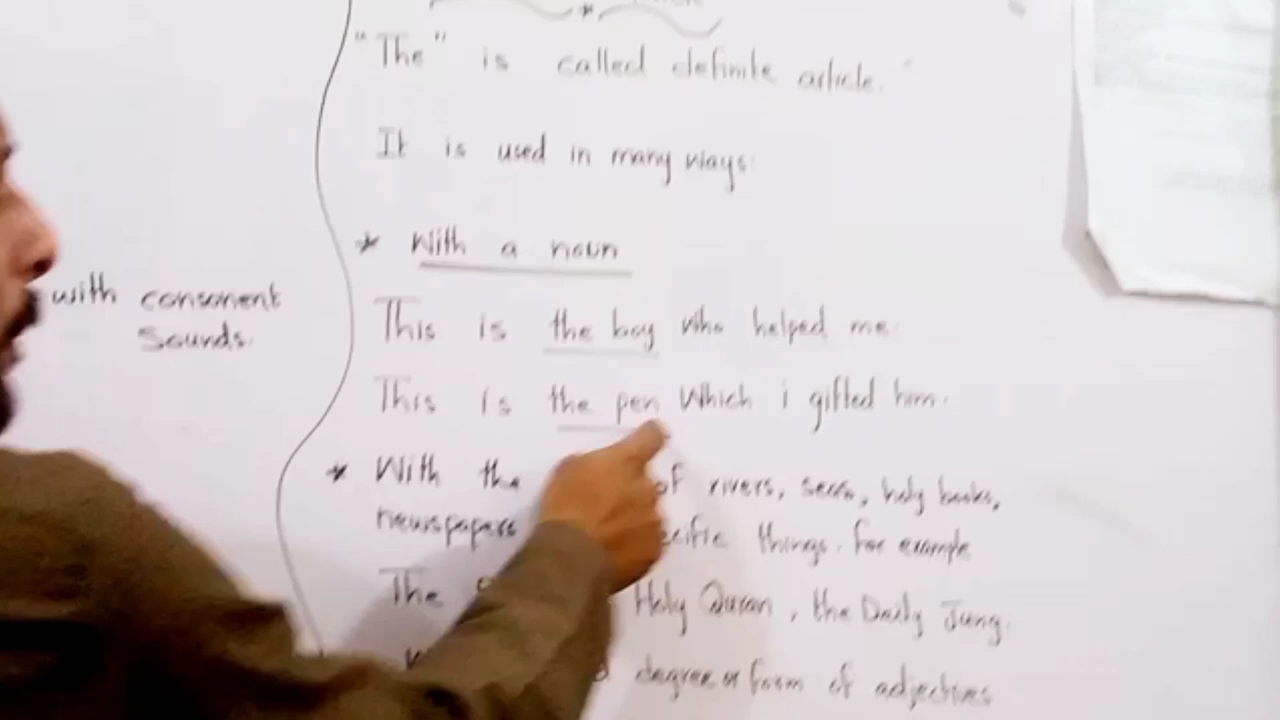 "The" is called definite article.
It is used in many ways.
* With a noun
This is the boy who helped me.
This is the pen Which i gifted him.
with consonent
Sounds.
* With the of rivers, seas, holy books,
newspapers things. For example
The Holy Quran, the Daily Jung.
degree or form of adjectives